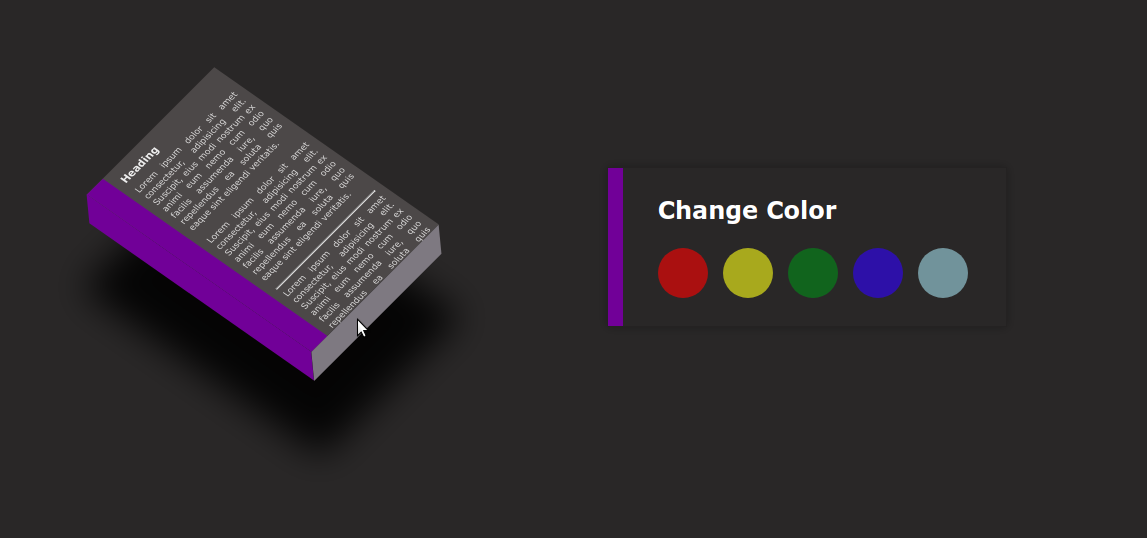 Heading
Lorem ipsum dolor sit amet
consectetur, adipisicing elit.
Suscipit, eius modi nostrum ex
animi eum nemo cum odio
facilis assumenda iure, quo
repellendus ea soluta quis
eaque sint eligendi veritatis.
Lorem ipsum dolor sit amet
consectetur, adipisicing elit.
Suscipit, eius modi nostrum ex
animi eum nemo cum odio
facilis assumenda iure, quo
repellendus ea soluta quis
eaque sint eligendi veritatis.
Lorem ipsum dolor sit amet
consectetur, adipisicing elit.
Suscipit, eius modi nostrum ex
animi eum nemo cum odio
facilis assumenda iure, quo
repellendus ea soluta quis
Change Color